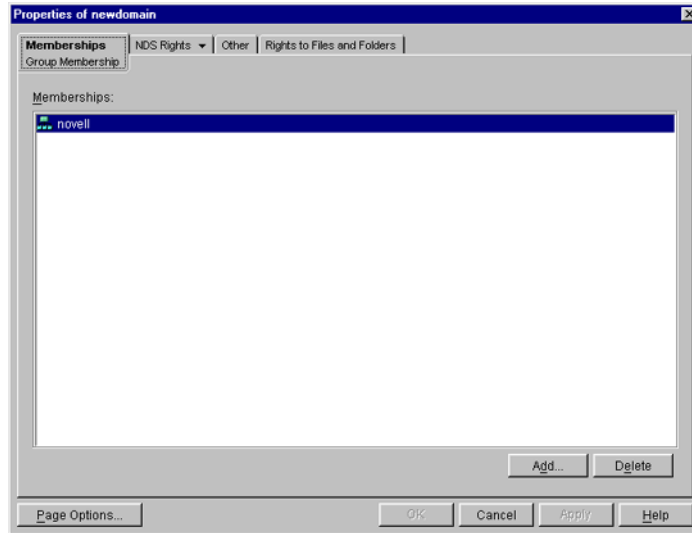 Properties of newdomain
Memberships NDS Rights Other Rights to Files and Folders
Group Membership
Memberships:
novell
Add... Delete
Page Options... OK Cancel Apply Help